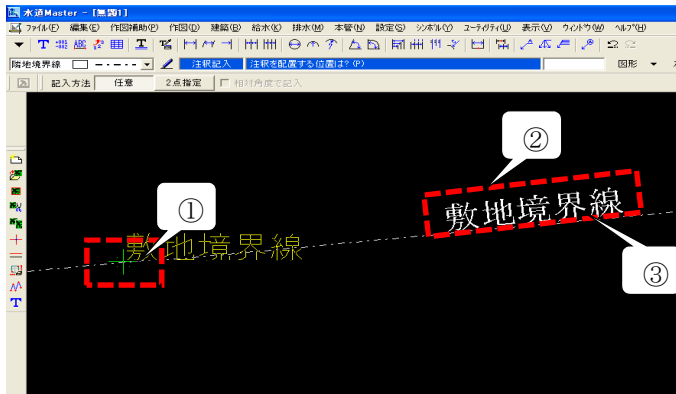 水道Master - [無題1]
ファイル(F) 編集(E) 作図補助(P) 作図(D) 建築(B) 給水(K) 排水(M) 本管(N) 設定(S) シンボル(V) ユーティリティ(U) 表示(V) ウィンドウ(W) ヘルプ(H)
隣地境界線 注釈記入 注釈を配置する位置は?(P) 図形
記入方法 任意 2点指定 相対角度で記入
②
①
敷地境界線
敷地境界線
③